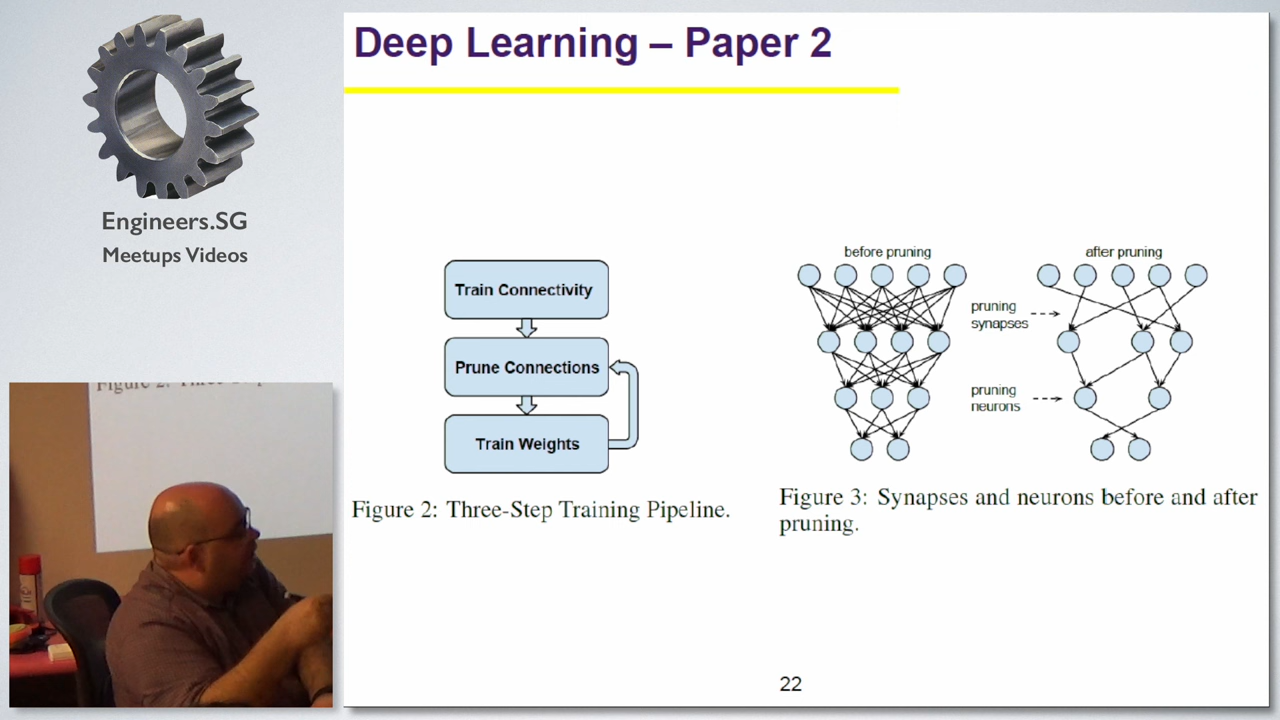 Deep Learning – Paper 2
Engineers.SG
Meetups Videos
Train Connectivity
Prune Connections
Train Weights
Figure 2: Three-Step Training Pipeline.
before pruning
after pruning
pruning
synapses
pruning
neurons
Figure 3: Synapses and neurons before and after
pruning.
22